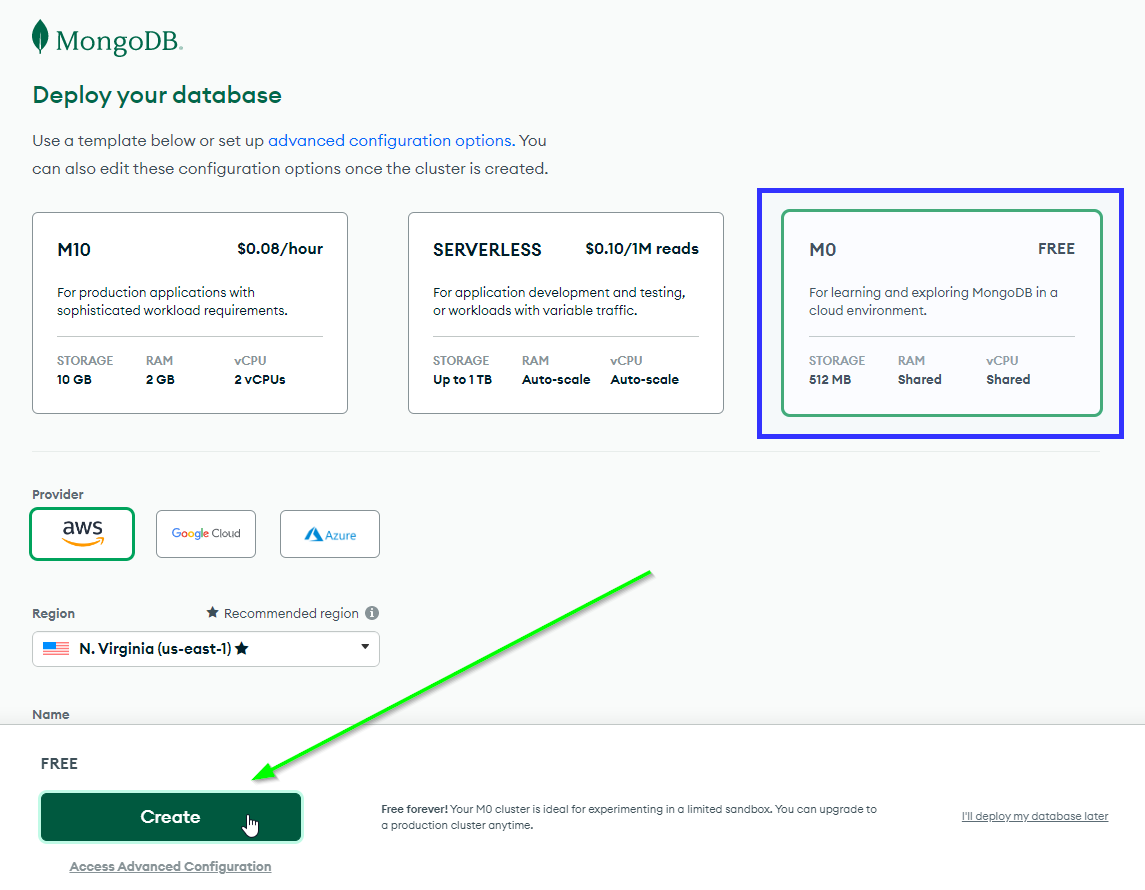 MongoDB.
Deploy your database
Use a template below or set up advanced configuration options. You
can also edit these configuration options once the cluster is created.
M10 $0.08/hour
For production applications with
sophisticated workload requirements.
STORAGE RAM vCPU
10 GB 2 GB 2 vCPUs
SERVERLESS $0.10/1M reads
For application development and testing,
or workloads with variable traffic.
STORAGE RAM vCPU
Up to 1 TB Auto-scale Auto-scale
M0 FREE
For learning and exploring MongoDB in a
cloud environment.
STORAGE RAM vCPU
512 MB Shared Shared
Provider
aws Google Cloud Azure
Region ★ Recommended region i
N. Virginia (us-east-1) ★
Name
FREE
Create
Access Advanced Configuration
Free forever! Your M0 cluster is ideal for experimenting in a limited sandbox. You can upgrade to
a production cluster anytime.
I'll deploy my database later